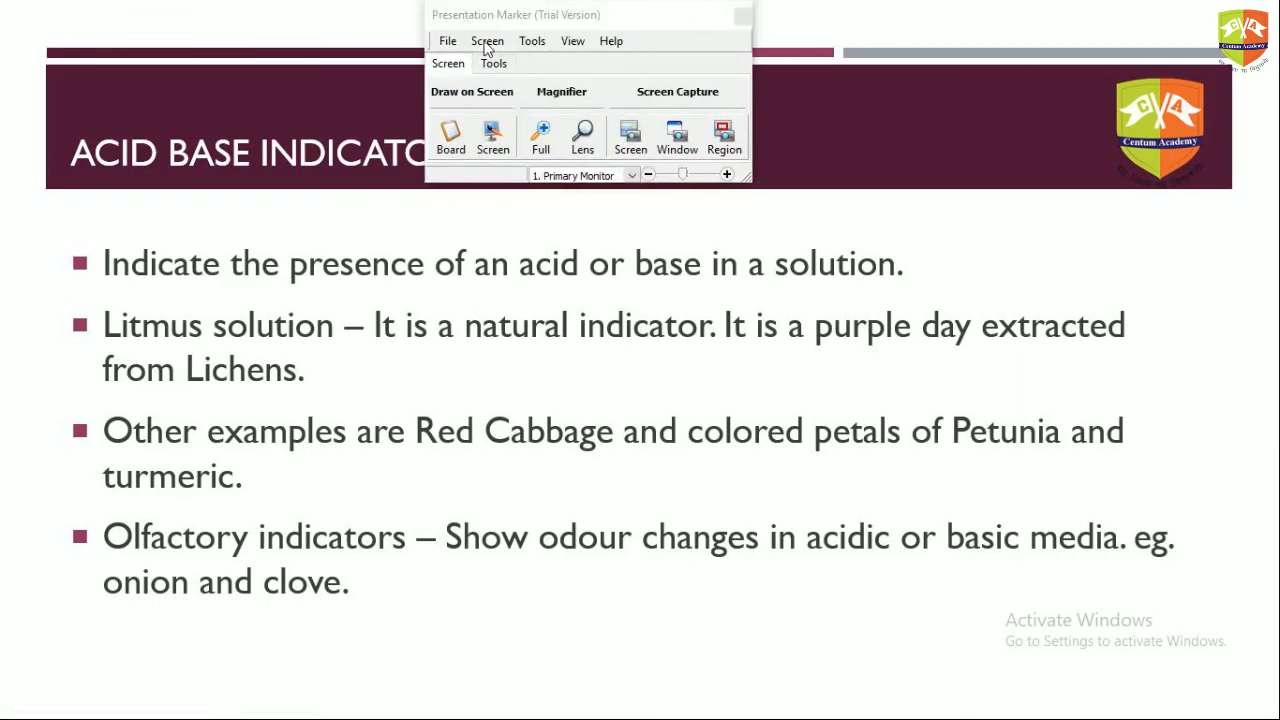 Presentation Marker (Trial Version)
File Screen Tools View Help
Screen Tools
Draw on Screen Magnifier Screen Capture
Board Screen Full Lens Screen Window Region
1. Primary Monitor
C A
Centum Academy
ACID BASE INDICATO
C A
Centum Academy
Indicate the presence of an acid or base in a solution.
Litmus solution – It is a natural indicator. It is a purple day extracted
from Lichens.
Other examples are Red Cabbage and colored petals of Petunia and
turmeric.
Olfactory indicators – Show odour changes in acidic or basic media. eg.
onion and clove.
Activate Windows
Go to Settings to activate Windows.